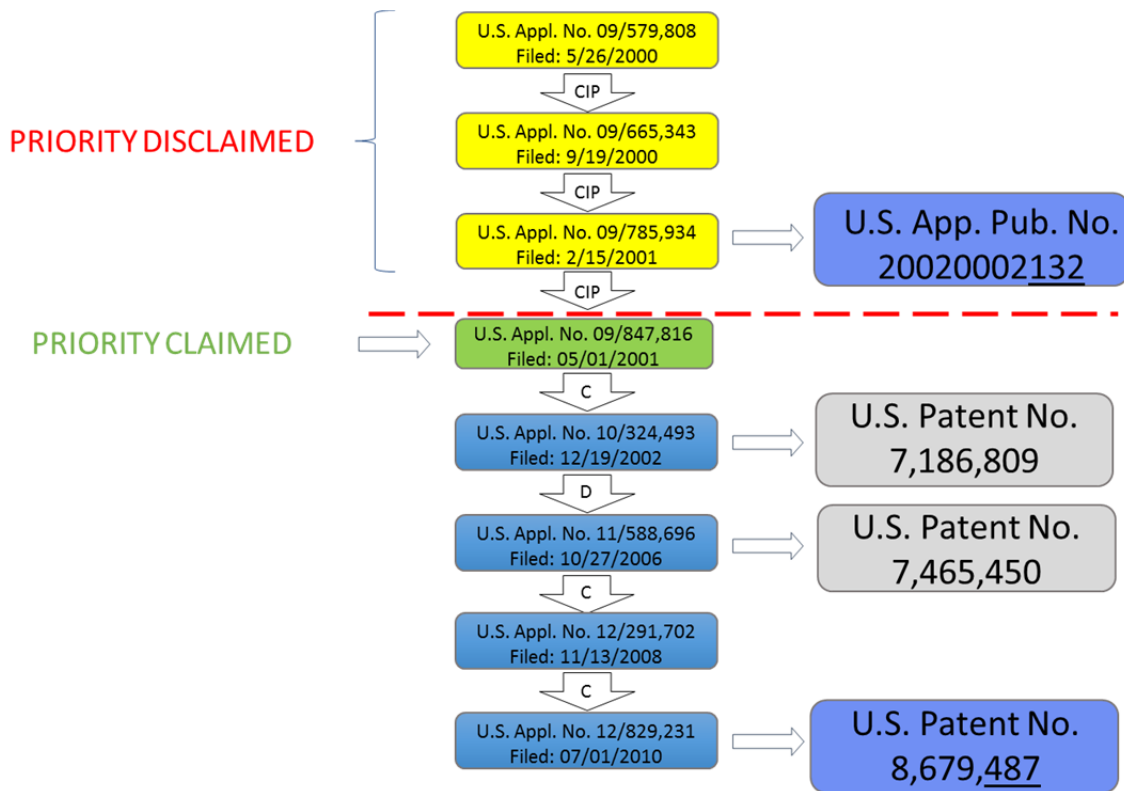 U.S. Appl. No. 09/579,808
Filed: 5/26/2000
CIP
PRIORITY DISCLAIMED
U.S. Appl. No. 09/665,343
Filed: 9/19/2000
CIP
U.S. Appl. No. 09/785,934
Filed: 2/15/2001
U.S. App. Pub. No.
20020002132
CIP
PRIORITY CLAIMED
U.S. Appl. No. 09/847,816
Filed: 05/01/2001
C
U.S. Appl. No. 10/324,493
Filed: 12/19/2002
U.S. Patent No.
7,186,809
D
U.S. Appl. No. 11/588,696
Filed: 10/27/2006
U.S. Patent No.
7,465,450
C
U.S. Appl. No. 12/291,702
Filed: 11/13/2008
C
U.S. Appl. No. 12/829,231
Filed: 07/01/2010
U.S. Patent No.
8,679,487